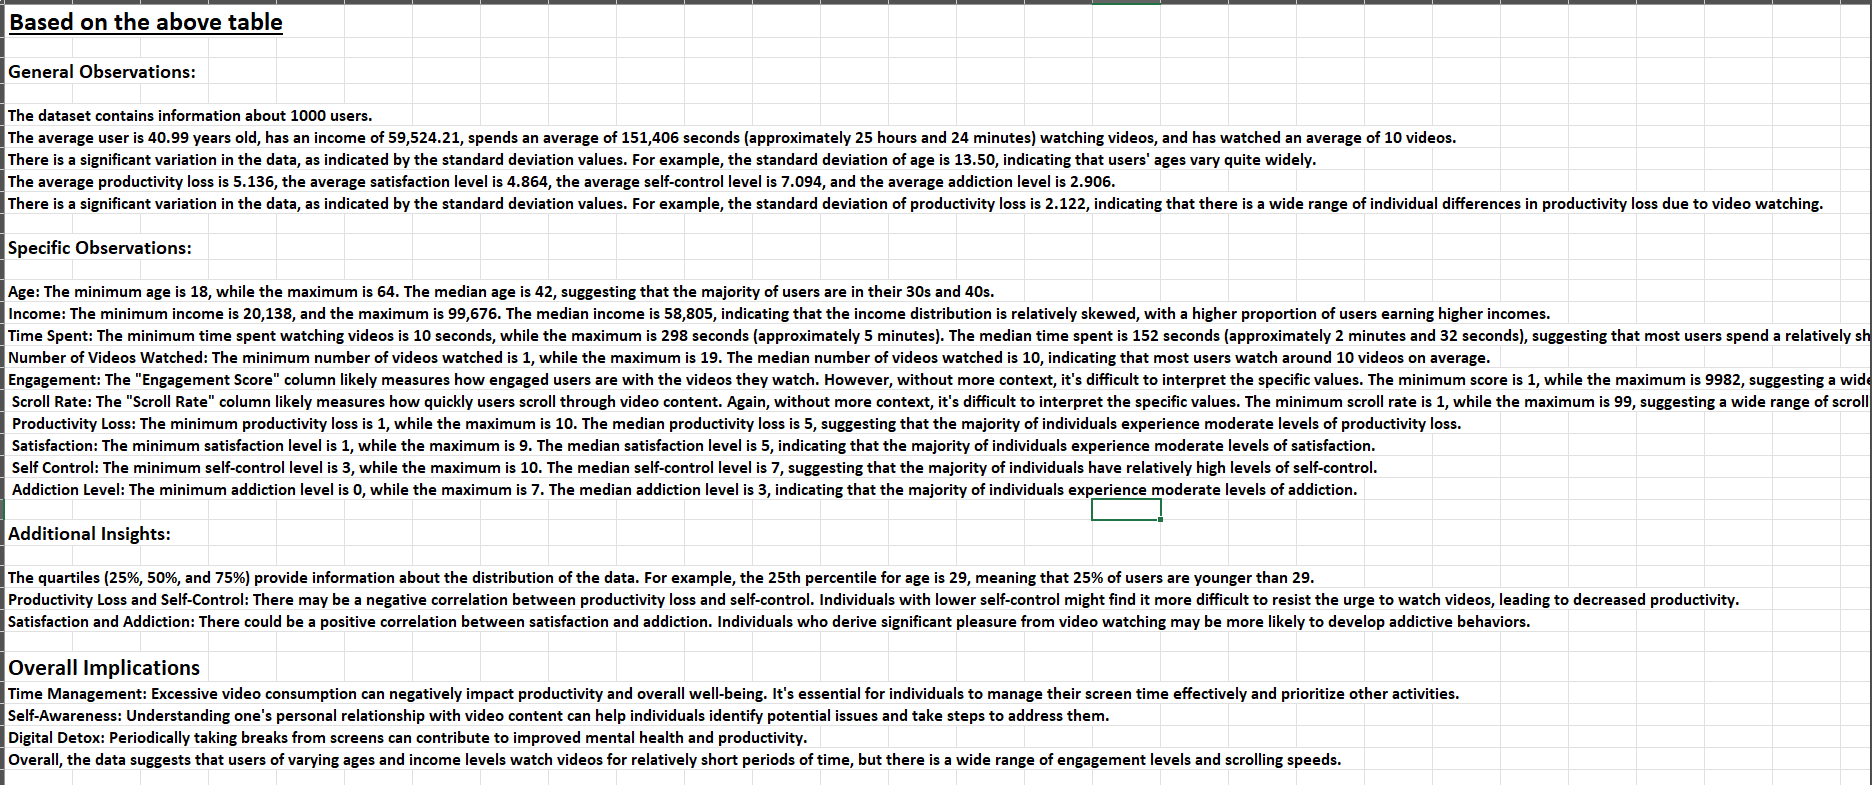 Based on the above table
General Observations:
The dataset contains information about 1000 users.
The average user is 40.99 years old, has an income of 59,524.21, spends an average of 151,406 seconds (approximately 25 hours and 24 minutes) watching videos, and has watched an average of 10 videos.
There is a significant variation in the data, as indicated by the standard deviation values. For example, the standard deviation of age is 13.50, indicating that users' ages vary quite widely.
The average productivity loss is 5.136, the average satisfaction level is 4.864, the average self-control level is 7.094, and the average addiction level is 2.906.
There is a significant variation in the data, as indicated by the standard deviation values. For example, the standard deviation of productivity loss is 2.122, indicating that there is a wide range of individual differences in productivity loss due to video watching.
Specific Observations:
Age: The minimum age is 18, while the maximum is 64. The median age is 42, suggesting that the majority of users are in their 30s and 40s.
Income: The minimum income is 20,138, and the maximum is 99,676. The median income is 58,805, indicating that the income distribution is relatively skewed, with a higher proportion of users earning higher incomes.
Time Spent: The minimum time spent watching videos is 10 seconds, while the maximum is 298 seconds (approximately 5 minutes). The median time spent is 152 seconds (approximately 2 minutes and 32 seconds), suggesting that most users spend a relatively sh
Number of Videos Watched: The minimum number of videos watched is 1, while the maximum is 19. The median number of videos watched is 10, indicating that most users watch around 10 videos on average.
Engagement: The "Engagement Score" column likely measures how engaged users are with the videos they watch. However, without more context, it's difficult to interpret the specific values. The minimum score is 1, while the maximum is 9982, suggesting a wide
Scroll Rate: The "Scroll Rate" column likely measures how quickly users scroll through video content. Again, without more context, it's difficult to interpret the specific values. The minimum scroll rate is 1, while the maximum is 99, suggesting a wide range of scroll
Productivity Loss: The minimum productivity loss is 1, while the maximum is 10. The median productivity loss is 5, suggesting that the majority of individuals experience moderate levels of productivity loss.
Satisfaction: The minimum satisfaction level is 1, while the maximum is 9. The median satisfaction level is 5, indicating that the majority of individuals experience moderate levels of satisfaction.
Self Control: The minimum self-control level is 3, while the maximum is 10. The median self-control level is 7, suggesting that the majority of individuals have relatively high levels of self-control.
Addiction Level: The minimum addiction level is 0, while the maximum is 7. The median addiction level is 3, indicating that the majority of individuals experience moderate levels of addiction.
Additional Insights:
The quartiles (25%, 50%, and 75%) provide information about the distribution of the data. For example, the 25th percentile for age is 29, meaning that 25% of users are younger than 29.
Productivity Loss and Self-Control: There may be a negative correlation between productivity loss and self-control. Individuals with lower self-control might find it more difficult to resist the urge to watch videos, leading to decreased productivity.
Satisfaction and Addiction: There could be a positive correlation between satisfaction and addiction. Individuals who derive significant pleasure from video watching may be more likely to develop addictive behaviors.
Overall Implications
Time Management: Excessive video consumption can negatively impact productivity and overall well-being. It's essential for individuals to manage their screen time effectively and prioritize other activities.
Self-Awareness: Understanding one's personal relationship with video content can help individuals identify potential issues and take steps to address them.
Digital Detox: Periodically taking breaks from screens can contribute to improved mental health and productivity.
Overall, the data suggests that users of varying ages and income levels watch videos for relatively short periods of time, but there is a wide range of engagement levels and scrolling speeds.